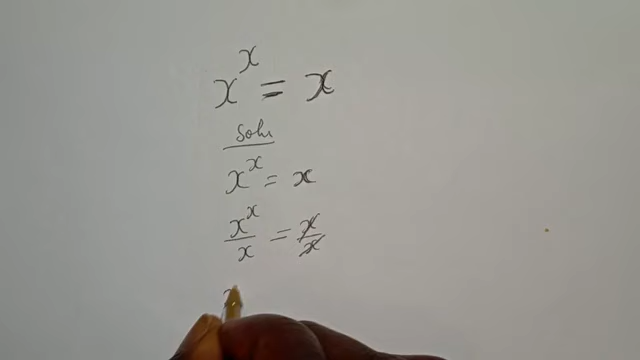 x^x = x
Soln
x^x = x
x^x/x = x/x